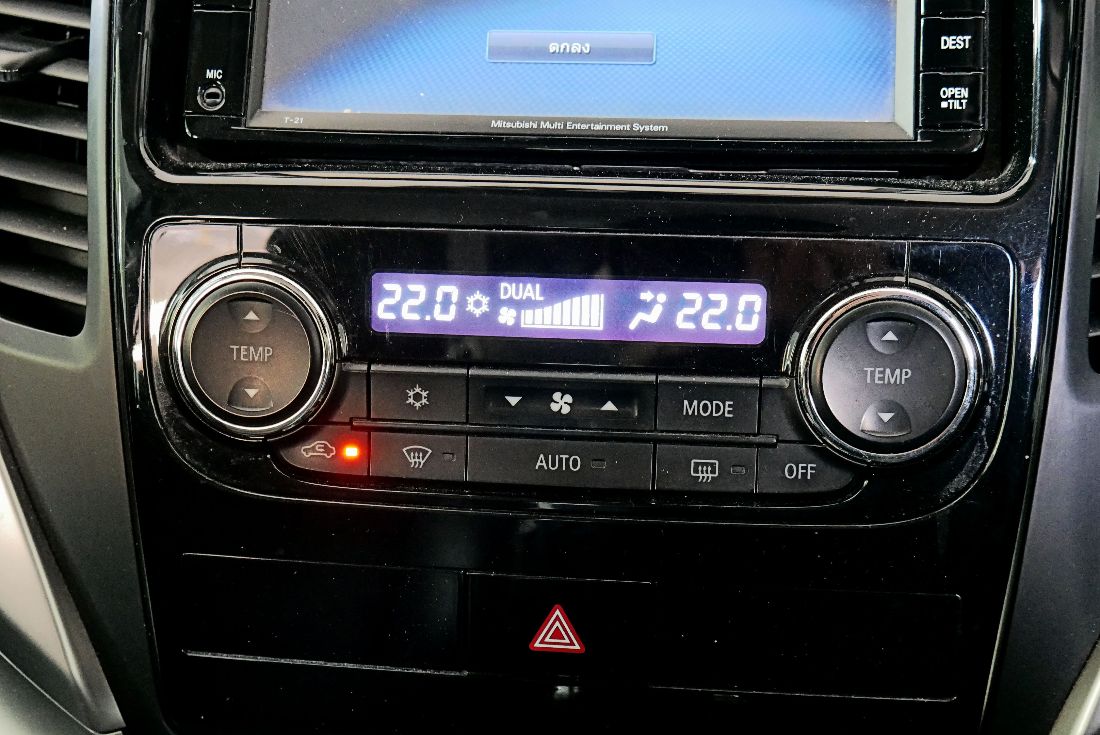 ตกลง
DEST
MIC
OPEN
TILT
T-21
Mitsubishi Multi Entertainment System
22.0
DUAL
22.0
TEMP
TEMP
MODE
AUTO
OFF